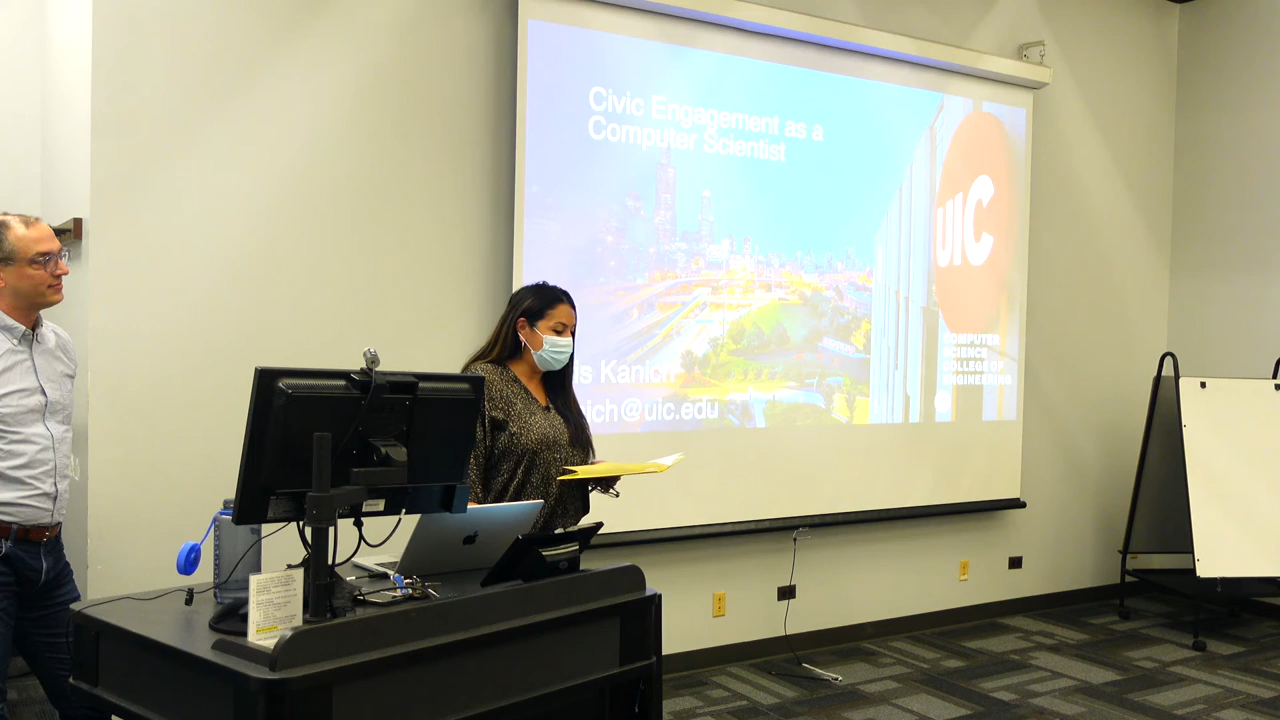 Civic Engagement as a
Computer Scientist
UIC
COMPUTER
SCIENCE
COLLEGE OF
ENGINEERING
is Kanich
ich@uic.edu